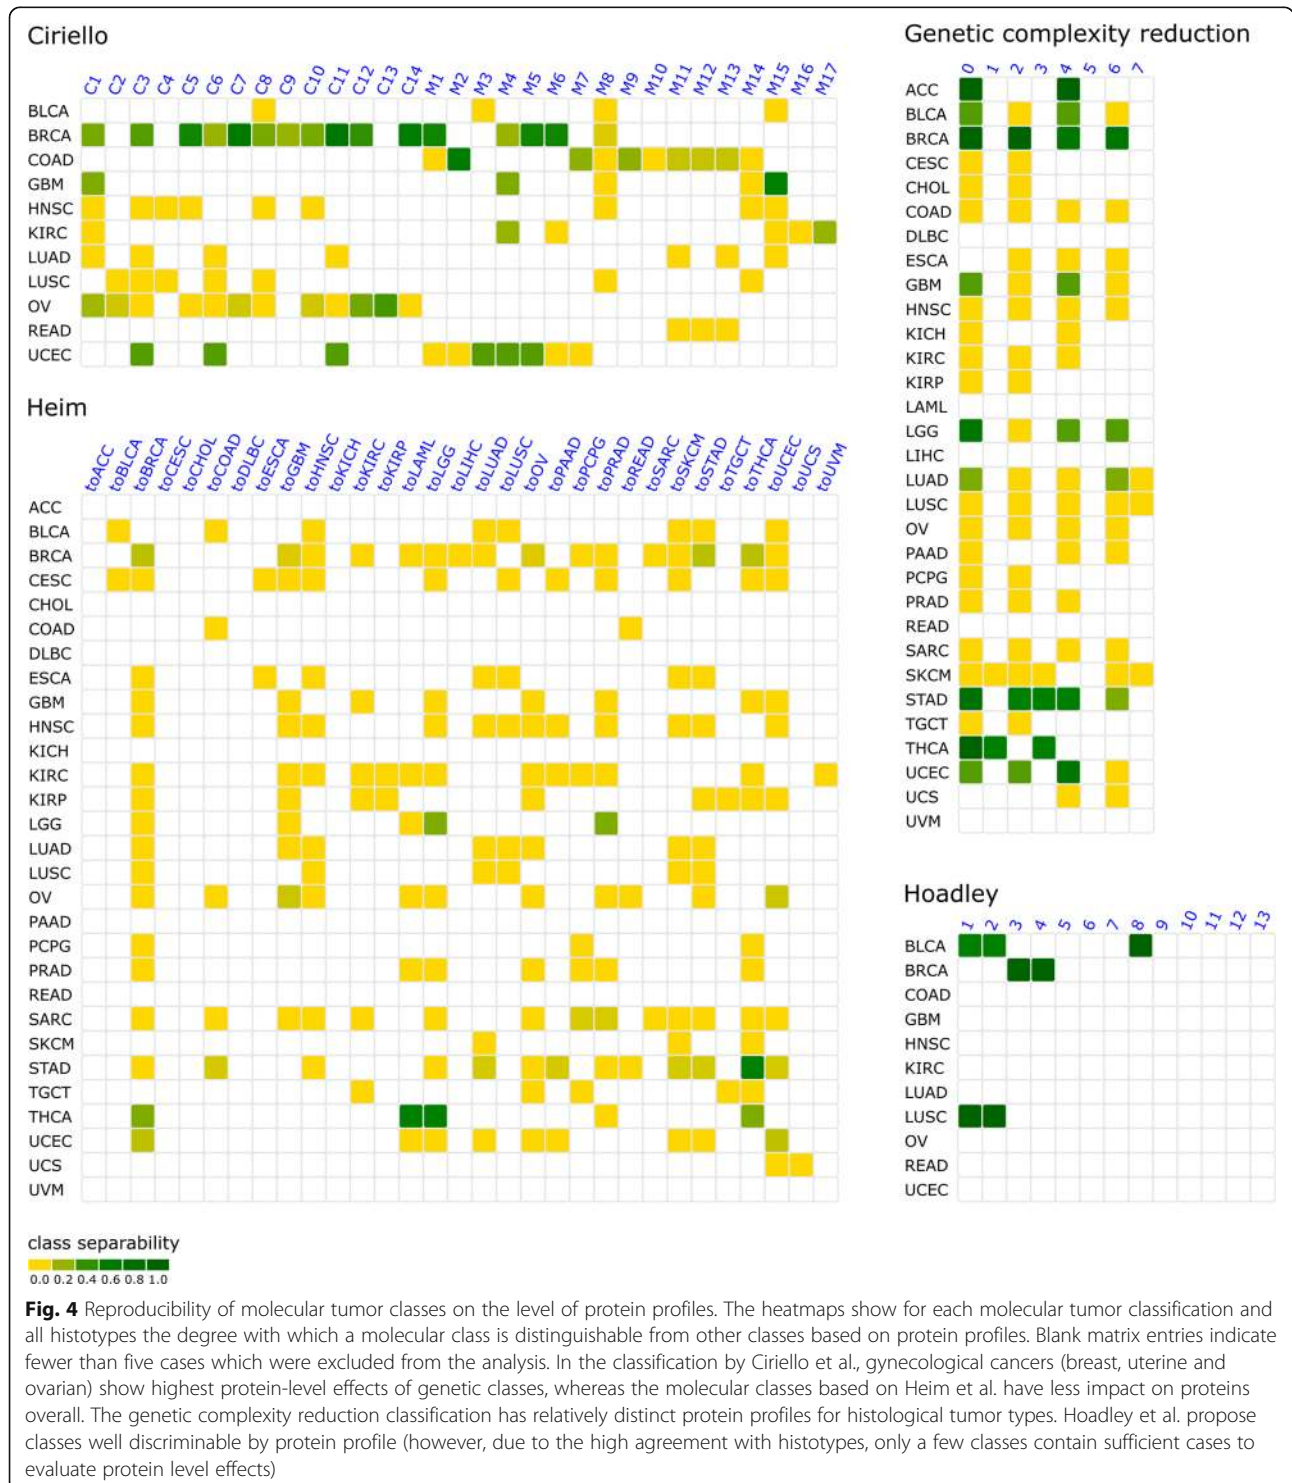 Ciriello
C1 C2 C3 C4 C5 C6 C7 C8 C9 C10 C11 C12 C13 C14 M1 M2 M3 M4 M5 M6 M7 M8 M9 M10 M11 M12 M13 M14 M15 M16 M17
BLCA
BRCA
COAD
GBM
HNSC
KIRC
LUAD
LUSC
OV
READ
UCEC
Heim
toACC toBLCA toBRCA toCESC toCHOL toCOAD toDLBC toESCA toGBM toHNSC toKICH toKIRC toKIRP toLAML toLGG toLIHC toLUAD toLUSC toOV toPAAD toPCPG toPRAD toREAD toSARC toSKCM toSTAD toTGCT toTHCA toUCEC toUCS toUVM
ACC
BLCA
BRCA
CESC
CHOL
COAD
DLBC
ESCA
GBM
HNSC
KICH
KIRC
KIRP
LGG
LUAD
LUSC
OV
PAAD
PCPG
PRAD
READ
SARC
SKCM
STAD
TGCT
THCA
UCEC
UCS
UVM
Genetic complexity reduction
0 1 2 3 4 5 6 7
ACC
BLCA
BRCA
CESC
CHOL
COAD
DLBC
ESCA
GBM
HNSC
KICH
KIRC
KIRP
LAML
LGG
LIHC
LUAD
LUSC
OV
PAAD
PCPG
PRAD
READ
SARC
SKCM
STAD
TGCT
THCA
UCEC
UCS
UVM
Hoadley
1 2 3 4 5 6 7 8 9 10 11 12 13
BLCA
BRCA
COAD
GBM
HNSC
KIRC
LUAD
LUSC
OV
READ
UCEC
class separability
0.0 0.2 0.4 0.6 0.8 1.0
Fig. 4 Reproducibility of molecular tumor classes on the level of protein profiles. The heatmaps show for each molecular tumor classification and
all histotypes the degree with which a molecular class is distinguishable from other classes based on protein profiles. Blank matrix entries indicate
fewer than five cases which were excluded from the analysis. In the classification by Ciriello et al., gynecological cancers (breast, uterine and
ovarian) show highest protein-level effects of genetic classes, whereas the molecular classes based on Heim et al. have less impact on proteins
overall. The genetic complexity reduction classification has relatively distinct protein profiles for histological tumor types. Hoadley et al. propose
classes well discriminable by protein profile (however, due to the high agreement with histotypes, only a few classes contain sufficient cases to
evaluate protein level effects)